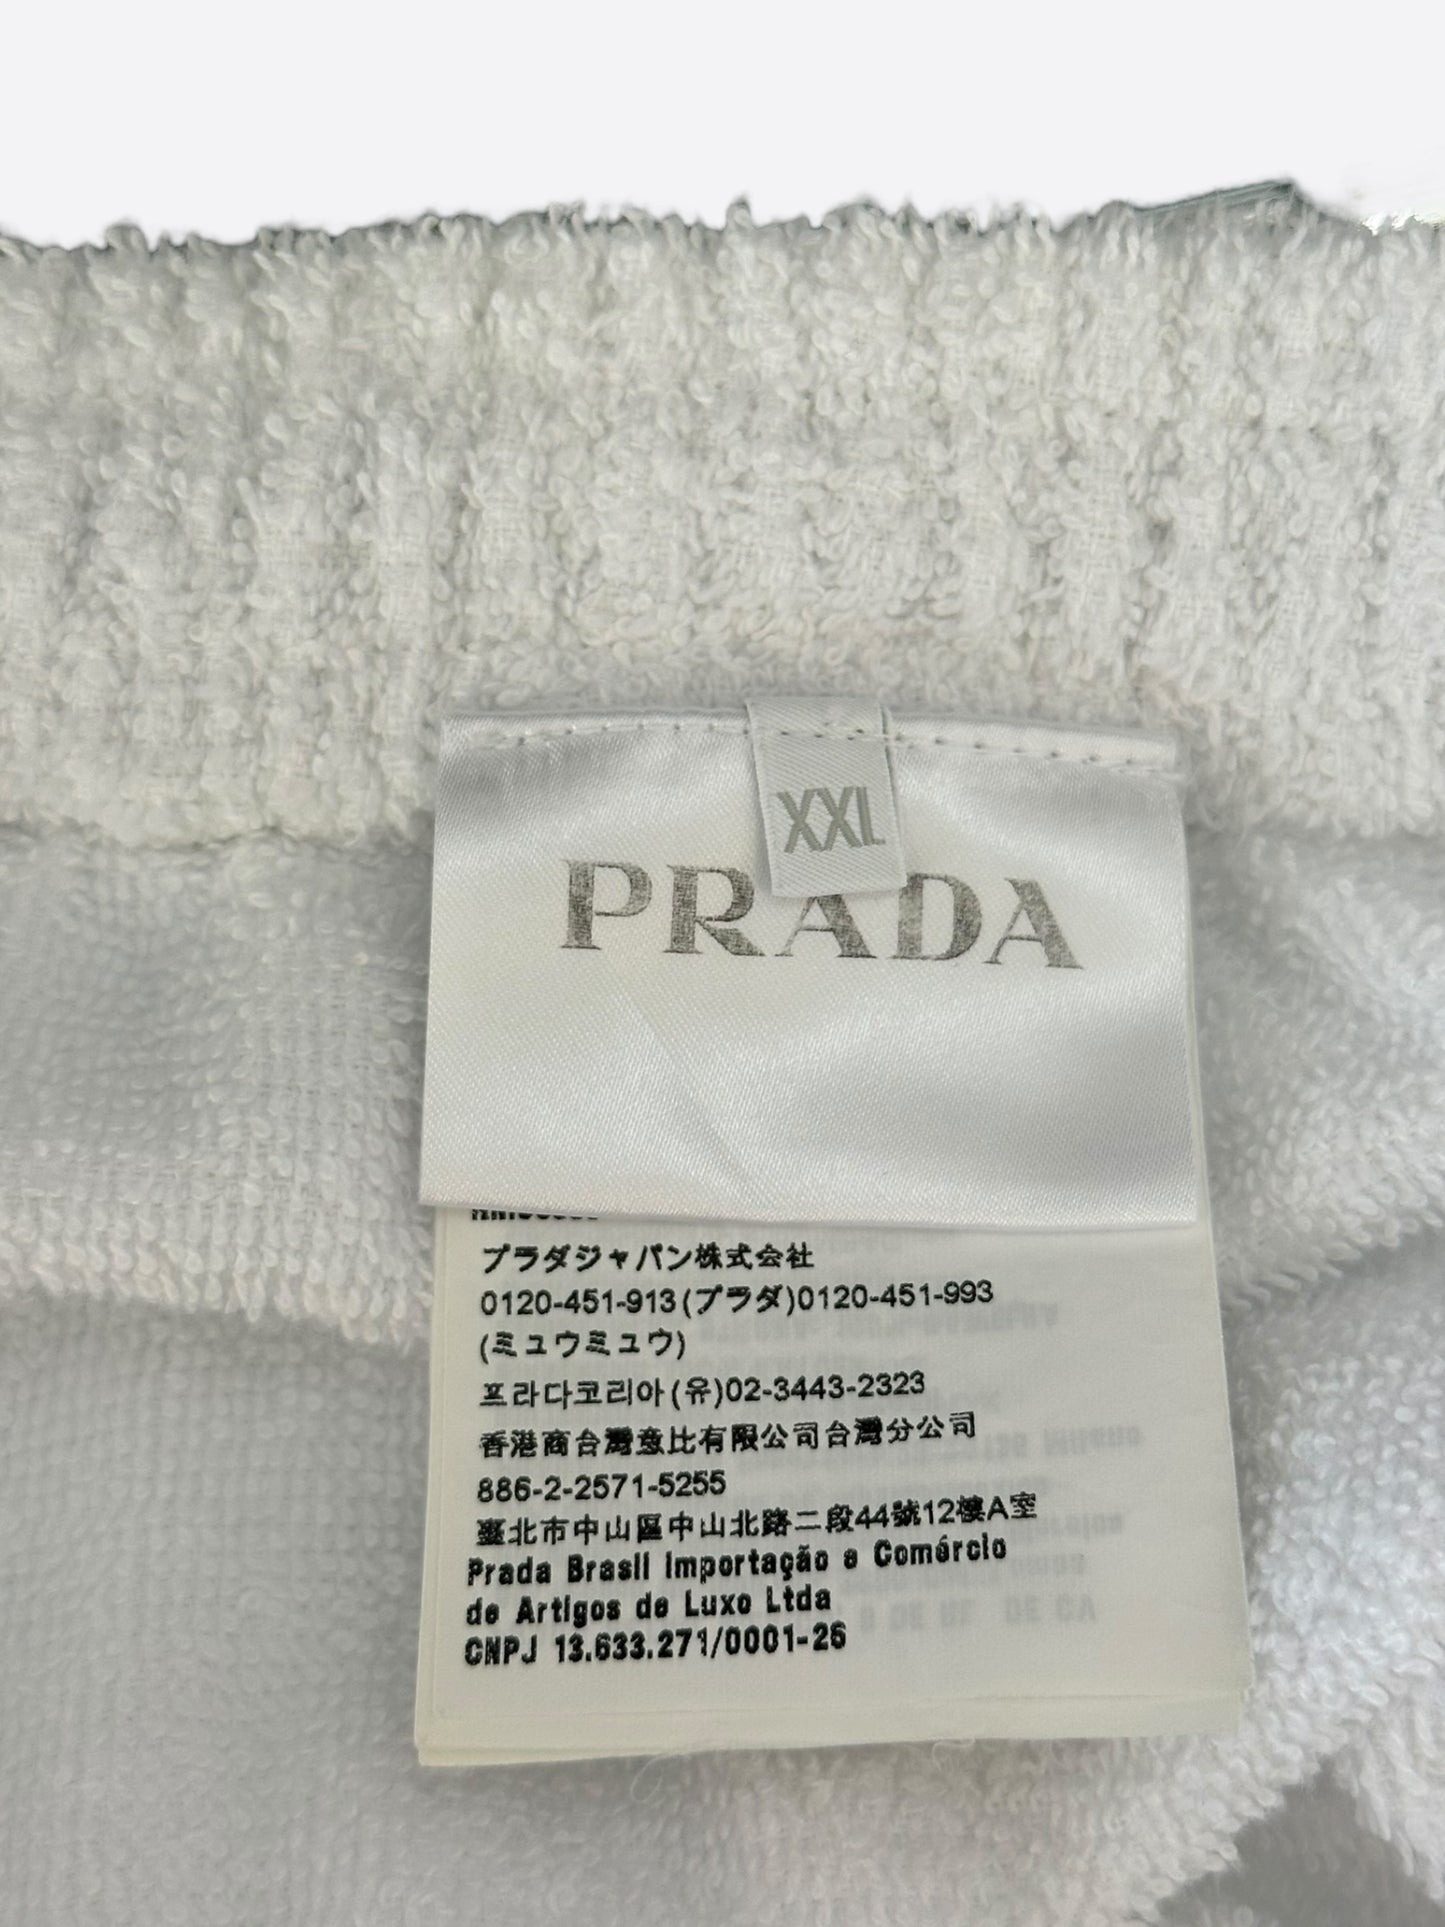 XXL
PRADA
プラダジャパン株式会社
0120-451-913(プラダ)0120-451-993
(ミュウミュウ)
프라다코리아(유)02-3443-2323
香港商台灣意比有限公司台灣分公司
886-2-2571-5255
臺北市中山區中山北路二段44號12樓A室
Prada Brasil Importação e Comércio
de Artigos de Luxo Ltda
CNPJ 13.633.271/0001-26